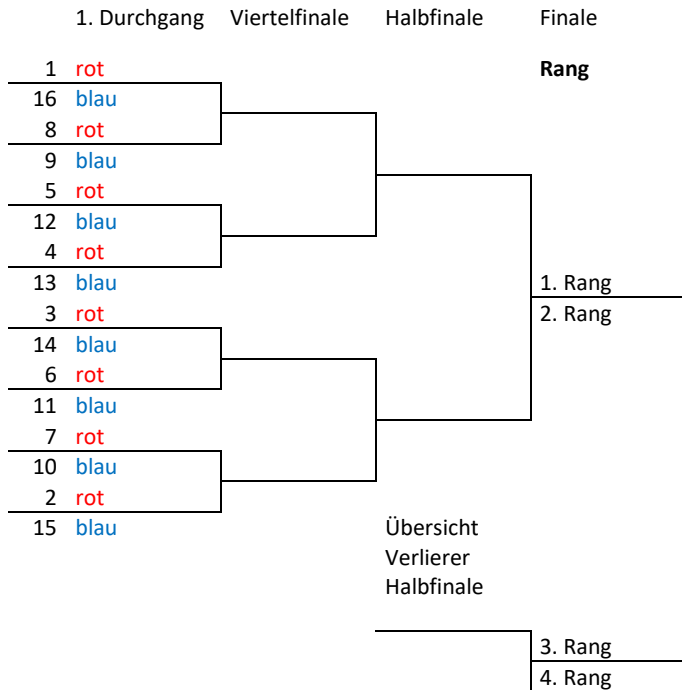 1. Durchgang Viertelfinale Halbfinale Finale
1 rot Rang
16 blau
8 rot
9 blau
5 rot
12 blau
4 rot
13 blau 1. Rang
3 rot 2. Rang
14 blau
6 rot
11 blau
7 rot
10 blau
2 rot
15 blau Übersicht
Verlierer
Halbfinale
3. Rang
4. Rang